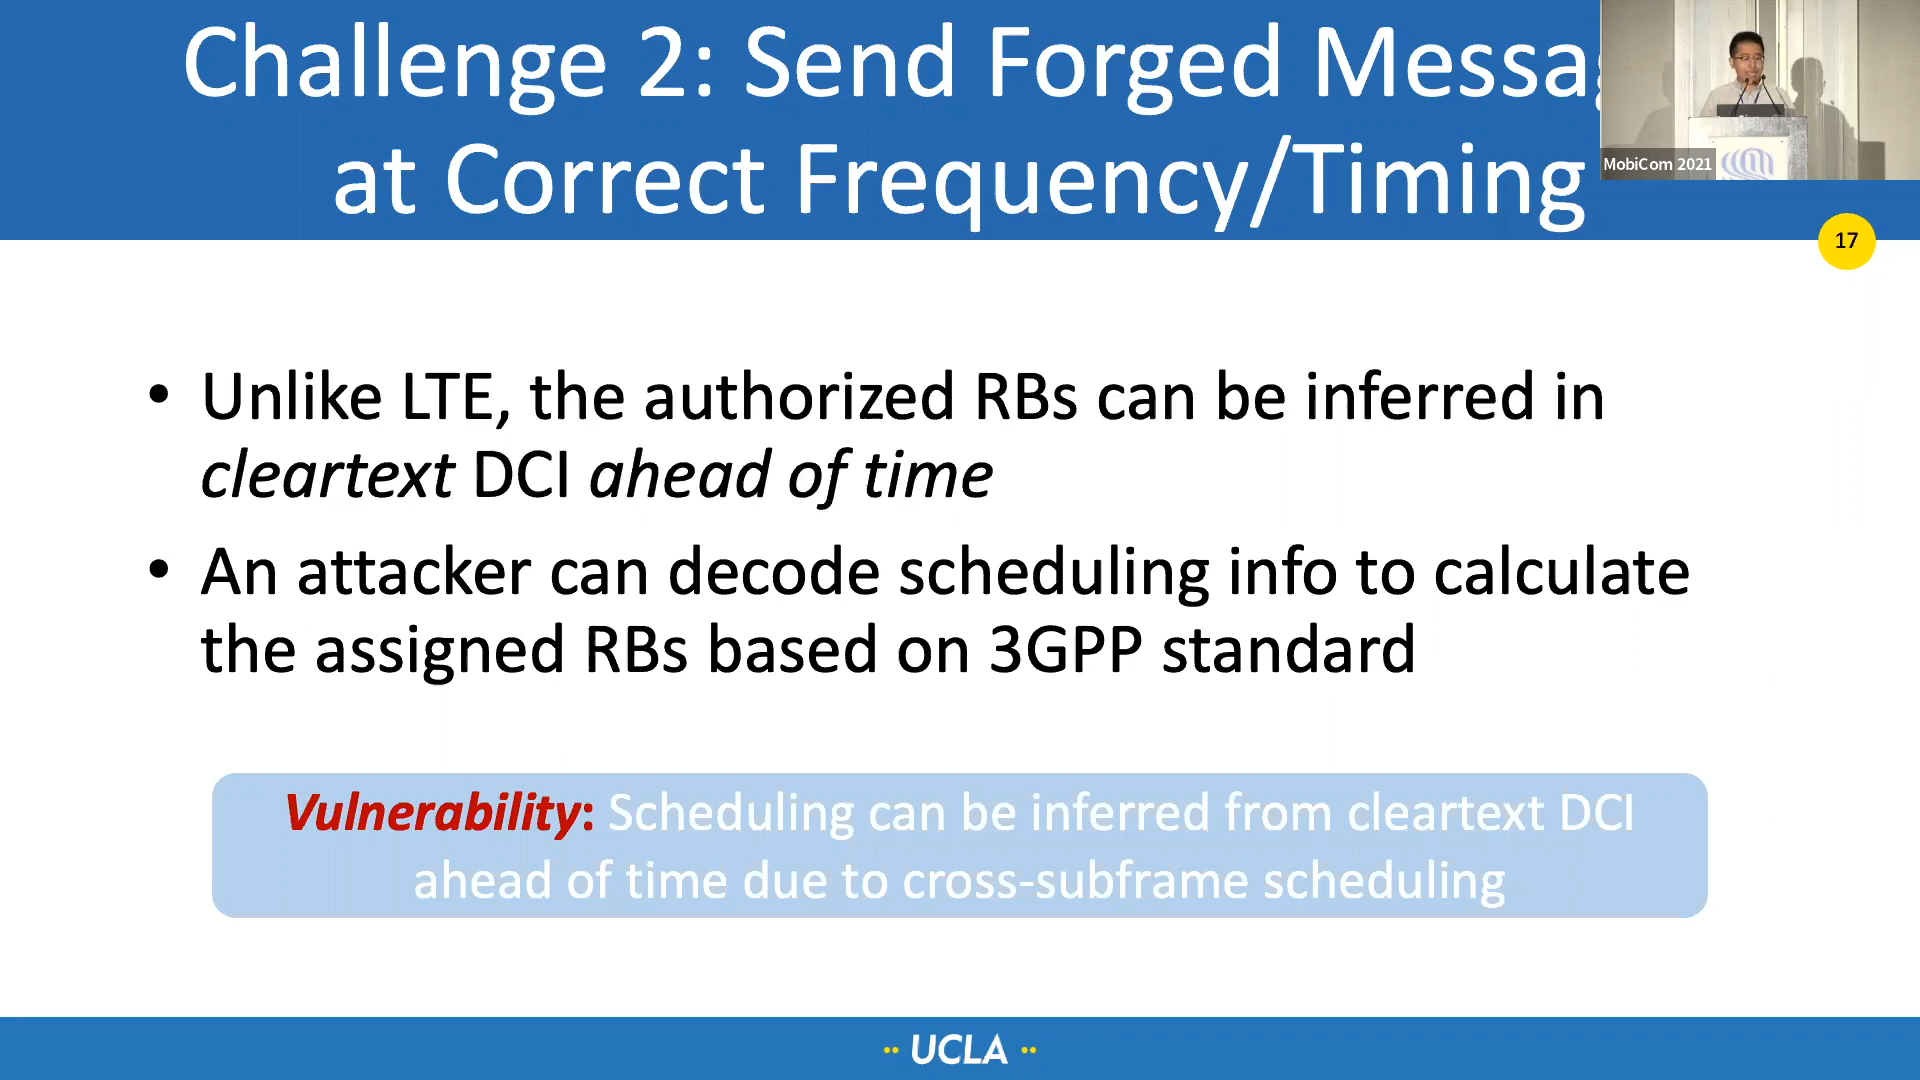 Challenge 2: Send Forged Messag
at Correct Frequency/Timing
MobiCom 2021
17
• Unlike LTE, the authorized RBs can be inferred in
cleartext DCI ahead of time
• An attacker can decode scheduling info to calculate
the assigned RBs based on 3GPP standard
Vulnerability: Scheduling can be inferred from cleartext DCI
ahead of time due to cross-subframe scheduling
UCLA